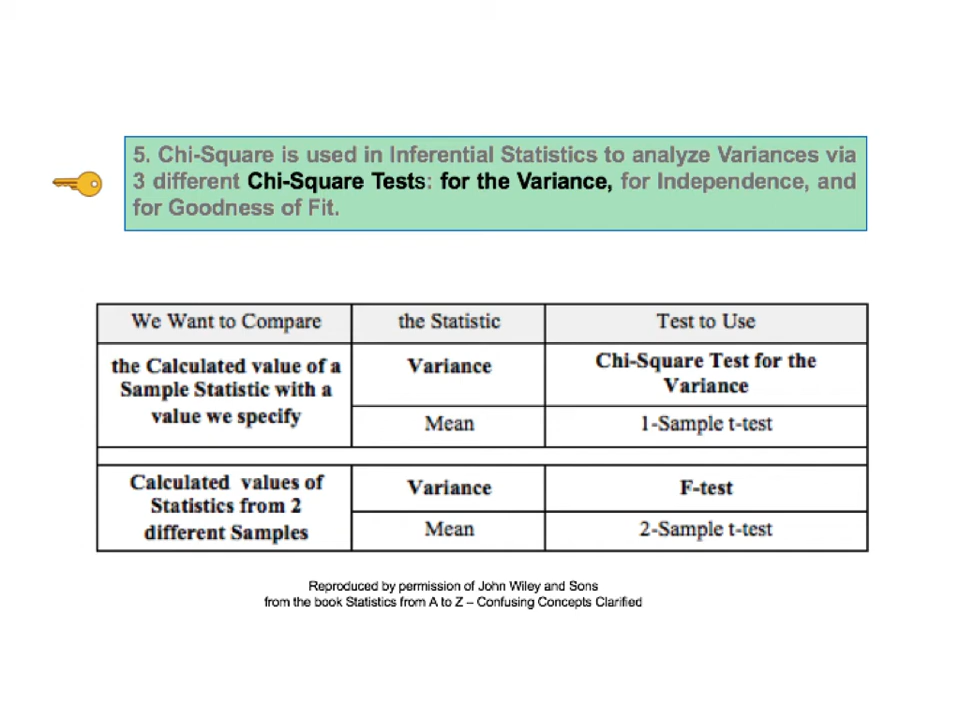 5. Chi-Square is used in Inferential Statistics to analyze Variances via
3 different Chi-Square Tests: for the Variance, for Independence, and
for Goodness of Fit.
We Want to Compare
the Statistic
Test to Use
the Calculated value of a
Sample Statistic with a
value we specify
Variance
Chi-Square Test for the
Variance
Mean
1-Sample t-test
Calculated values of
Statistics from 2
different Samples
Variance
F-test
Mean
2-Sample t-test
Reproduced by permission of John Wiley and Sons
from the book Statistics from A to Z – Confusing Concepts Clarified